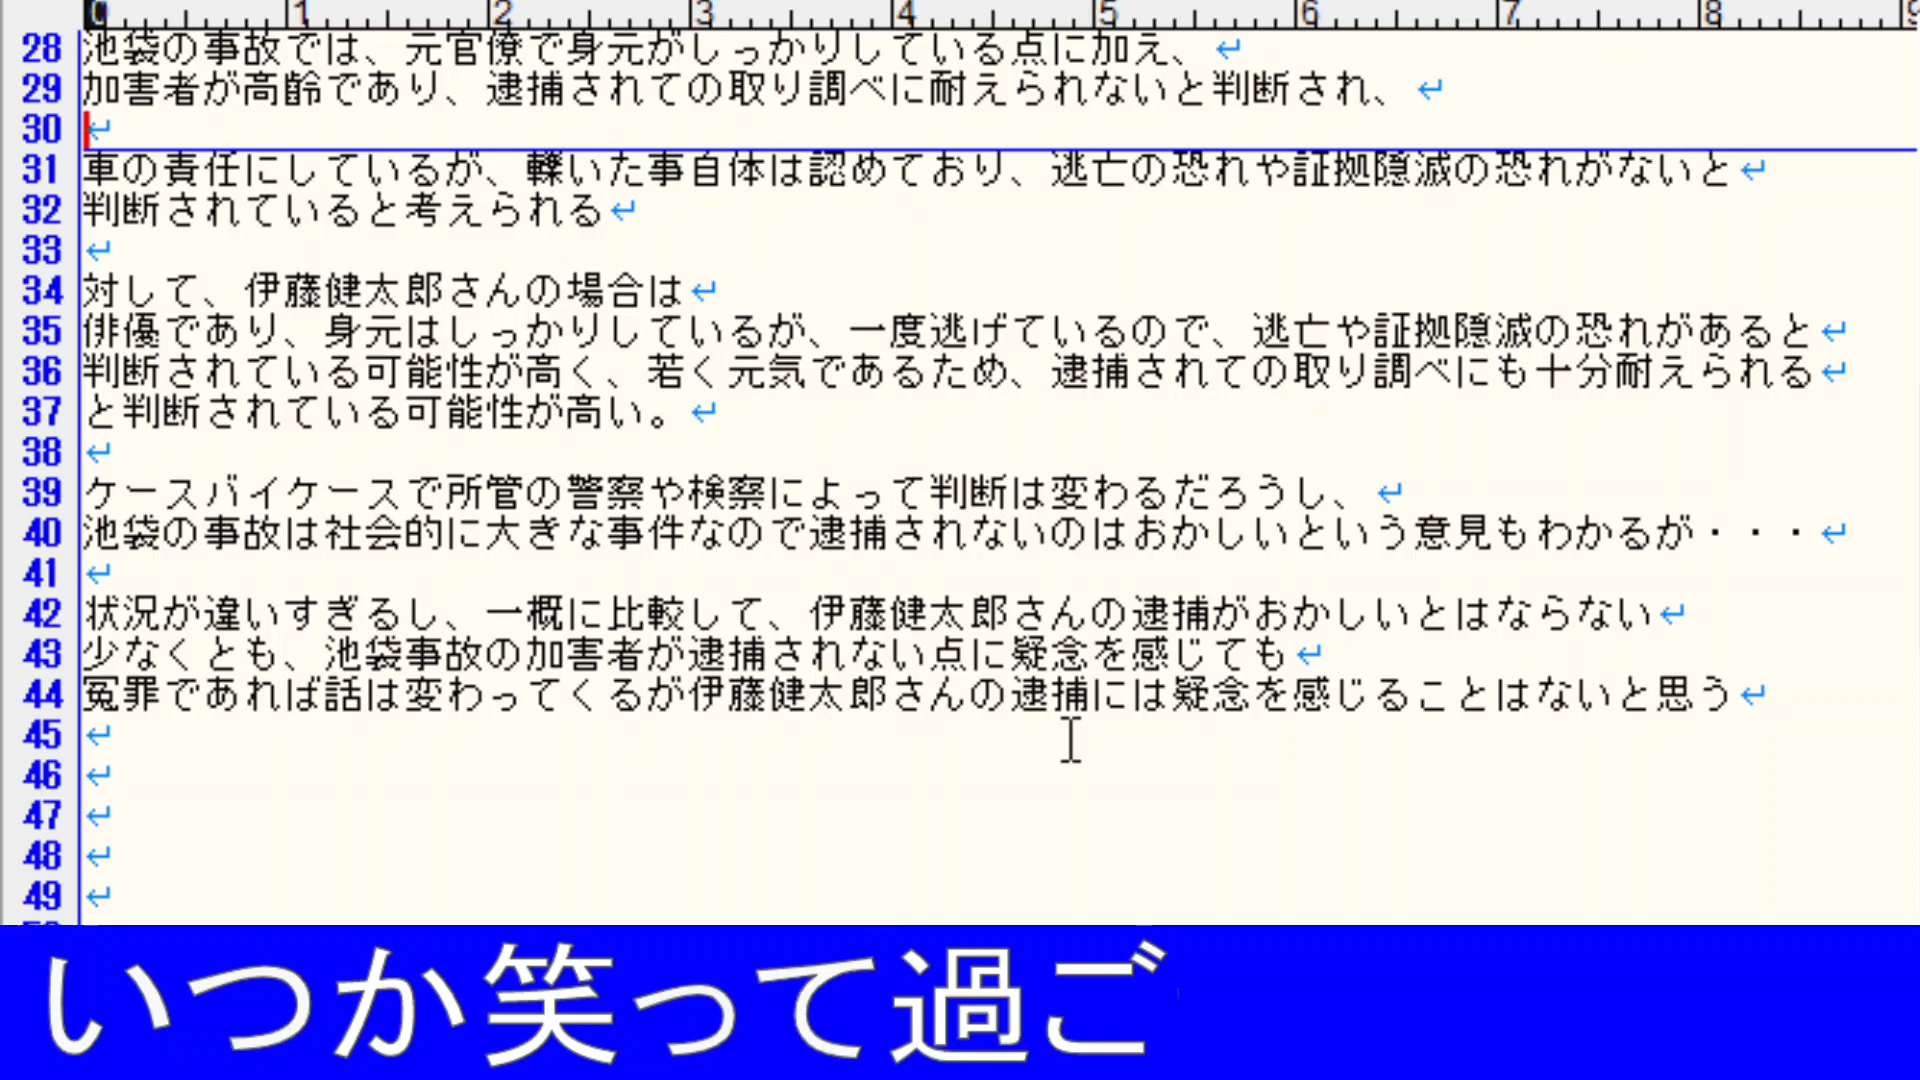 0 1 2 3 4 5 6 7 8 9
28 池袋の事故では、元官僚で身元がしっかりしている点に加え、↵
29 加害者が高齢であり、逮捕されての取り調べに耐えられないと判断され、↵
30 ↵
31 車の責任にしているが、轢いた事自体は認めており、逃亡の恐れや証拠隠滅の恐れがないと↵
32 判断されていると考えられる↵
33 ↵
34 対して、伊藤健太郎さんの場合は↵
35 俳優であり、身元はしっかりしているが、一度逃げているので、逃亡や証拠隠滅の恐れがあると↵
36 判断されている可能性が高く、若く元気であるため、逮捕されての取り調べにも十分耐えられる↵
37 と判断されている可能性が高い。↵
38 ↵
39 ケースバイケースで所管の警察や検察によって判断は変わるだろうし、↵
40 池袋の事故は社会的に大きな事件なので逮捕されないのはおかしいという意見もわかるが・・・↵
41 ↵
42 状況が違いすぎるし、一概に比較して、伊藤健太郎さんの逮捕がおかしいとはならない↵
43 少なくとも、池袋事故の加害者が逮捕されない点に疑念を感じても↵
44 冤罪であれば話は変わってくるが伊藤健太郎さんの逮捕には疑念を感じることはないと思う↵
45 ↵
46 ↵
47 ↵
48 ↵
49 ↵
いつか笑って過ご